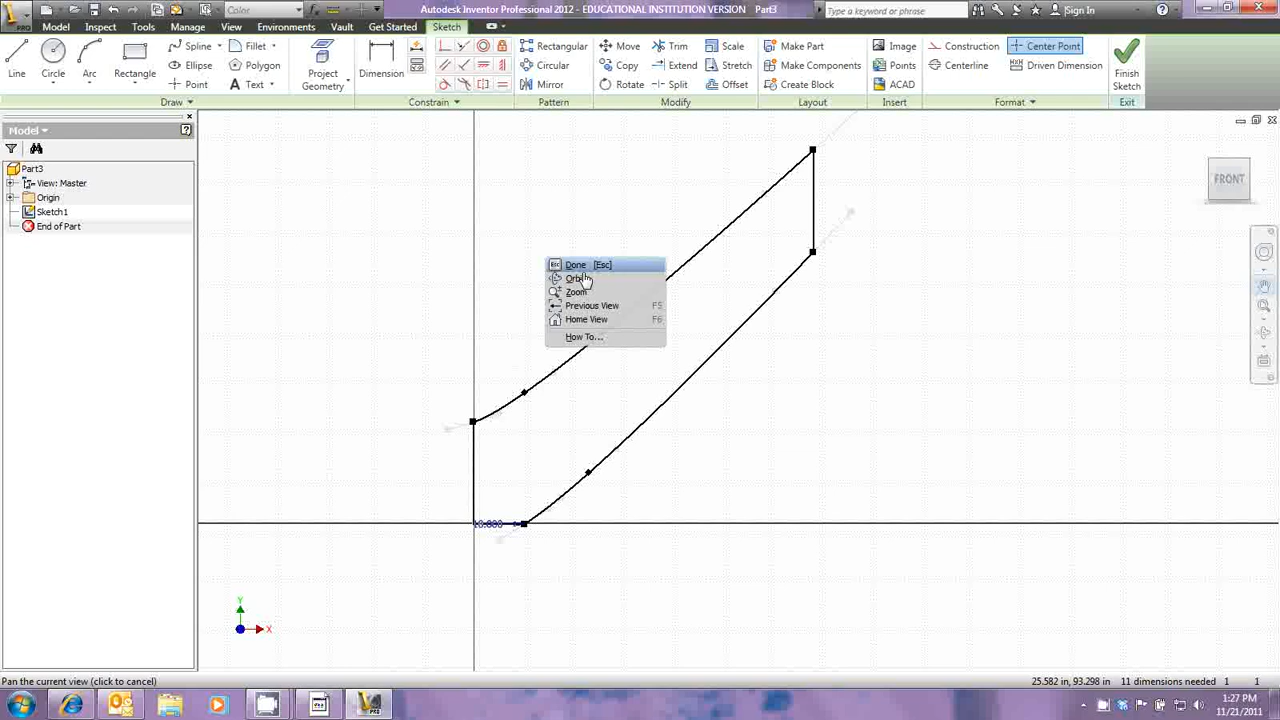 PRO
Color
Autodesk Inventor Professional 2012 - EDUCATIONAL INSTITUTION VERSION Part3
Type a keyword or phrase
Sign In
Model Inspect Tools Manage View Environments Vault Get Started Sketch
Line
Circle
Arc
Rectangle
Spline
Ellipse
Point
Fillet
Polygon
Text
Project Geometry
Dimension
Rectangular
Circular
Mirror
Move
Copy
Rotate
Trim
Extend
Split
Scale
Stretch
Offset
Make Part
Make Components
Create Block
Image
Points
ACAD
Construction
Centerline
Center Point
Driven Dimension
Finish Sketch
Draw
Constrain
Pattern
Modify
Layout
Insert
Format
Exit
Model
Part3
View: Master
Origin
Sketch1
End of Part
FRONT
Done [Esc]
Zoom
Previous View F5
Home View F6
How To...
Y
X
Pan the current view (click to cancel)
25.582 in, 93.298 in 11 dimensions needed 1 1
1:27 PM
11/21/2011